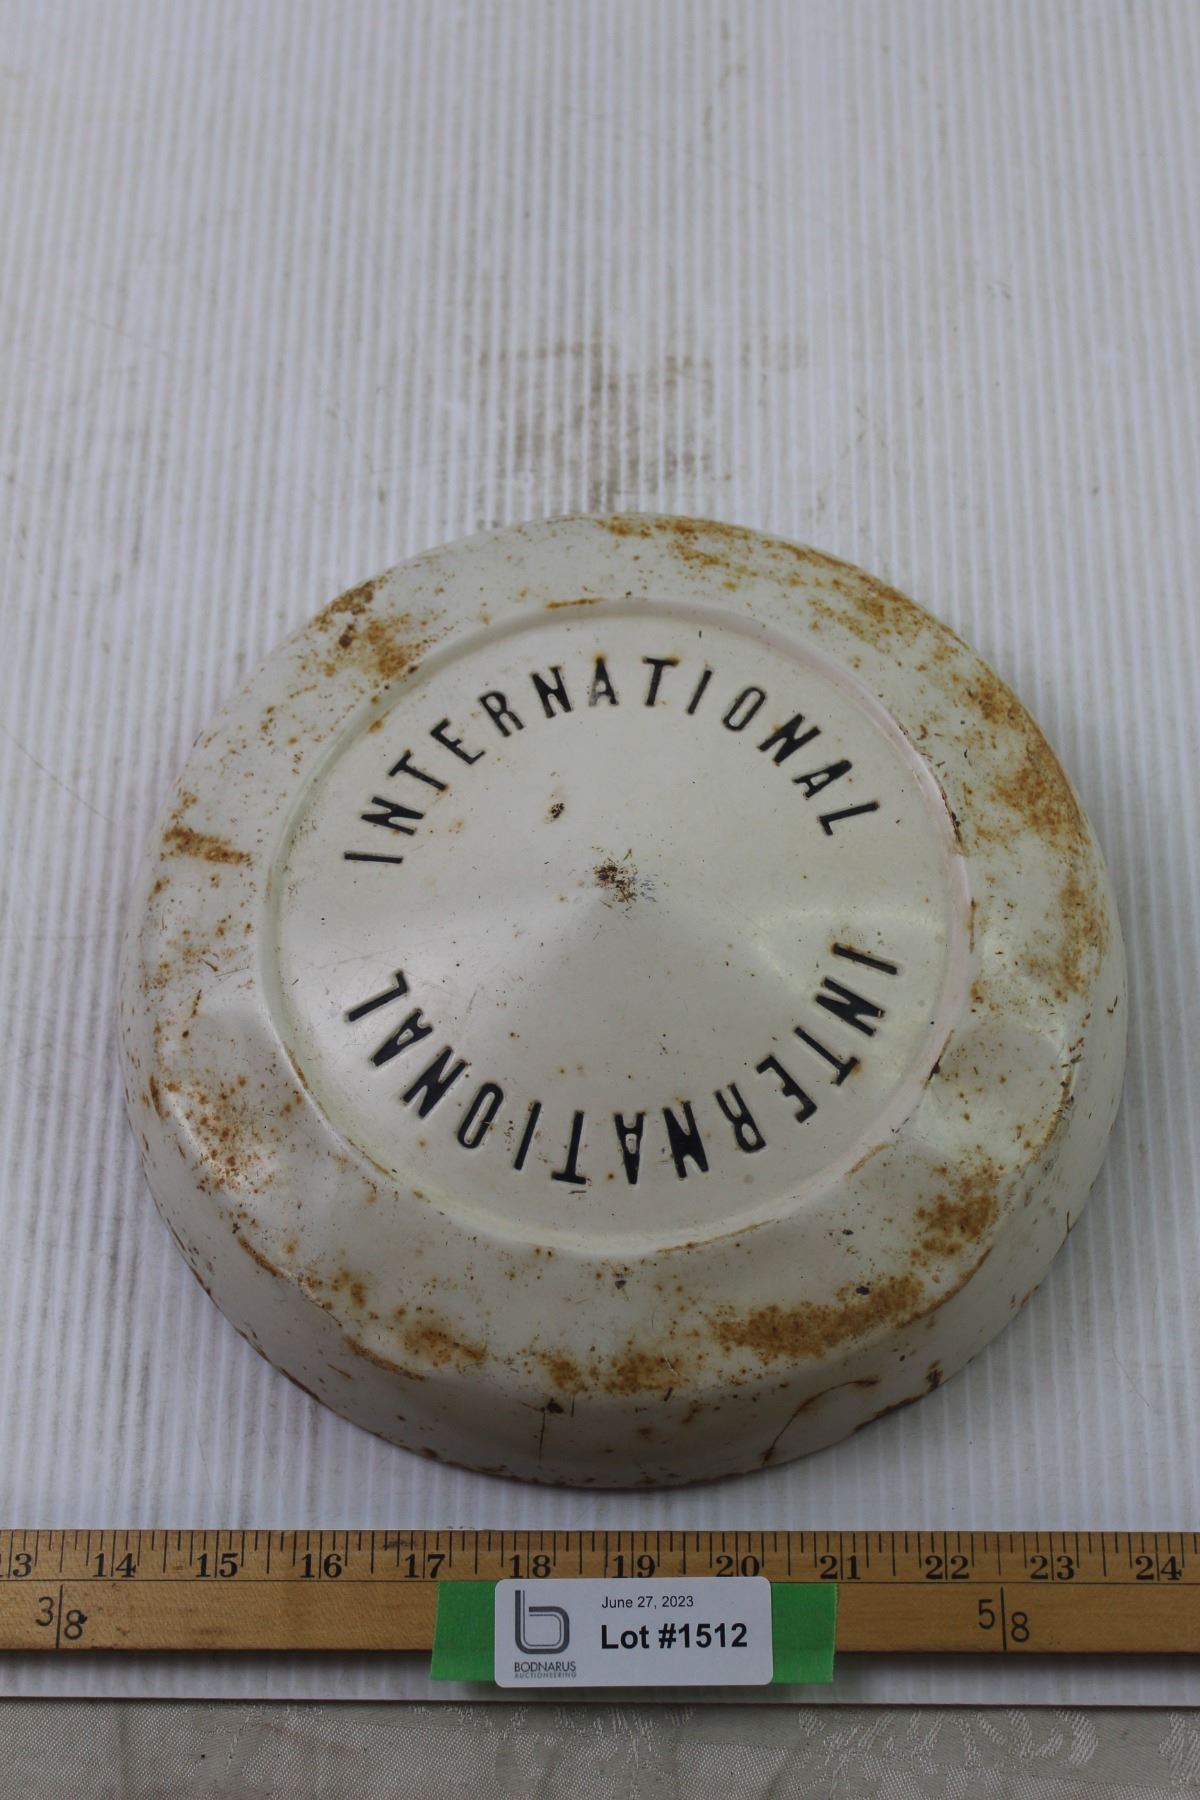 INTERNATIONAL
INTERNATIONAL
13 14 15 16 17 18 19 20 21 22 23 24
3/8 5/8
June 27, 2023
Lot #1512
b
BODNARUS
AUCTIONEERING